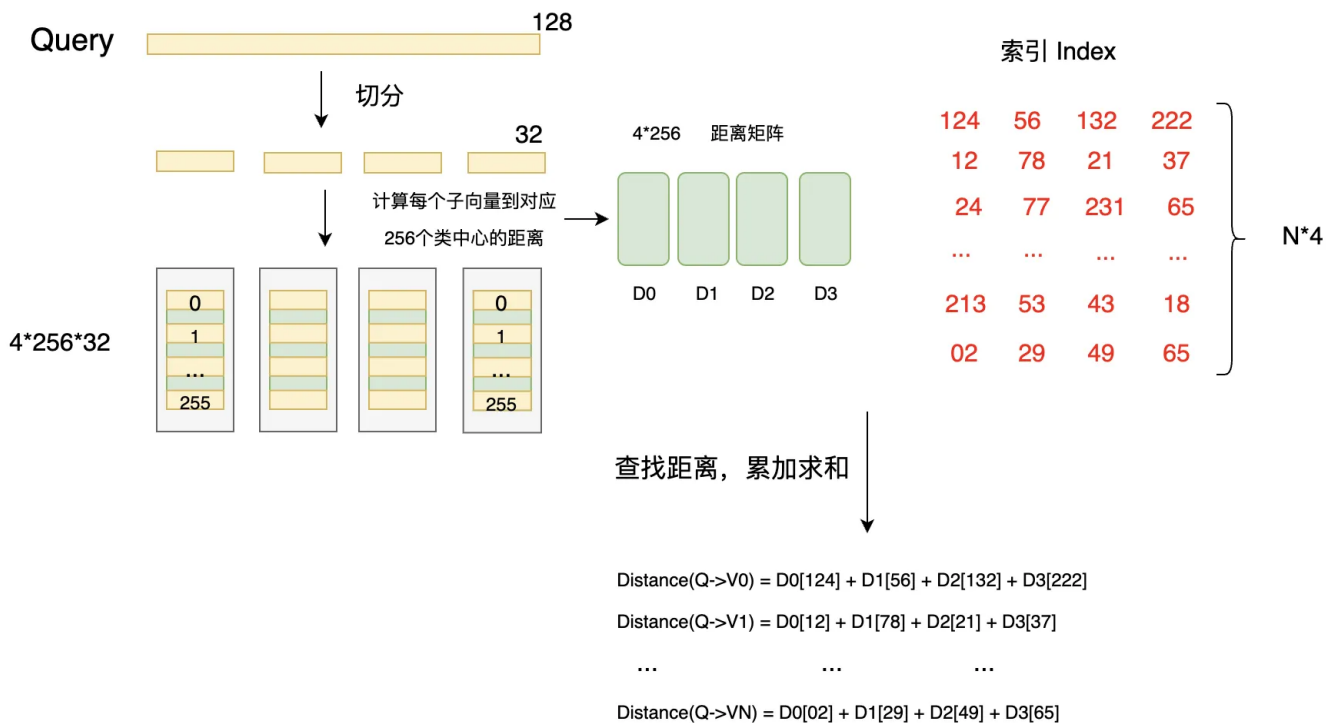 Query
128
切分
32
计算每个子向量到对应
256个类中心的距离
4*256*32
0
1
...
255
0
1
...
255
4*256 距离矩阵
D0 D1 D2 D3
索引 Index
124 56 132 222
12 78 21 37
24 77 231 65
... ... ... ...
213 53 43 18
02 29 49 65
N*4
查找距离，累加求和
Distance(Q->V0) = D0[124] + D1[56] + D2[132] + D3[222]
Distance(Q->V1) = D0[12] + D1[78] + D2[21] + D3[37]
... ... ...
Distance(Q->VN) = D0[02] + D1[29] + D2[49] + D3[65]